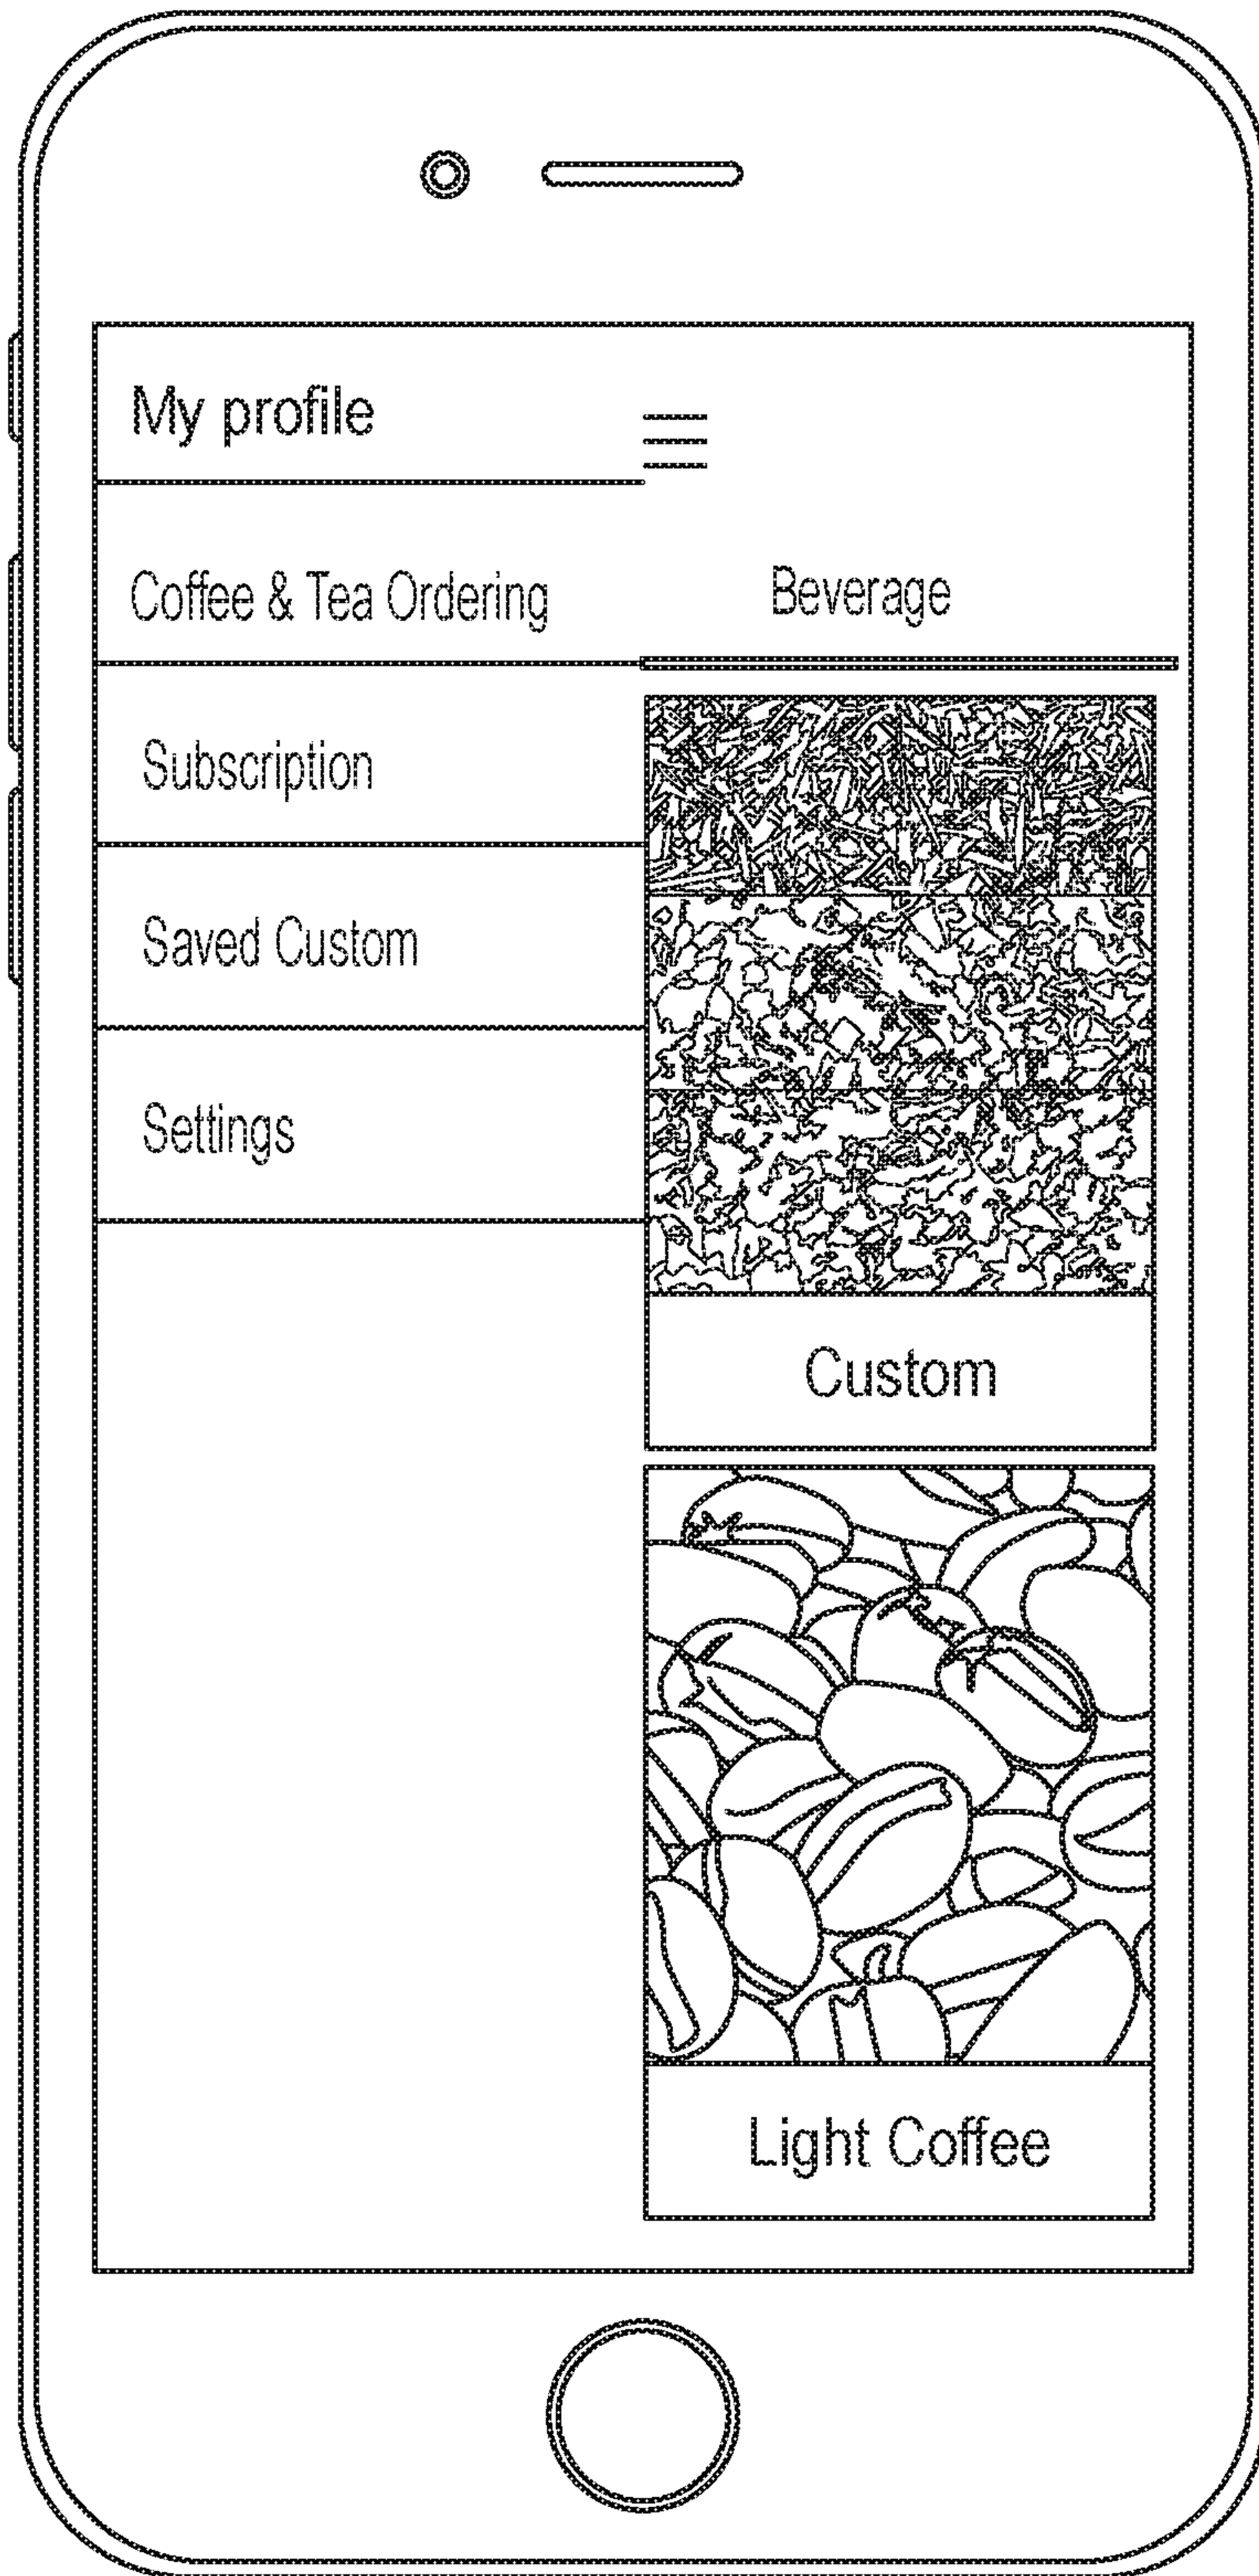 My profile
Coffee & Tea Ordering
Subscription
Saved Custom
Settings
Beverage
Custom
Light Coffee